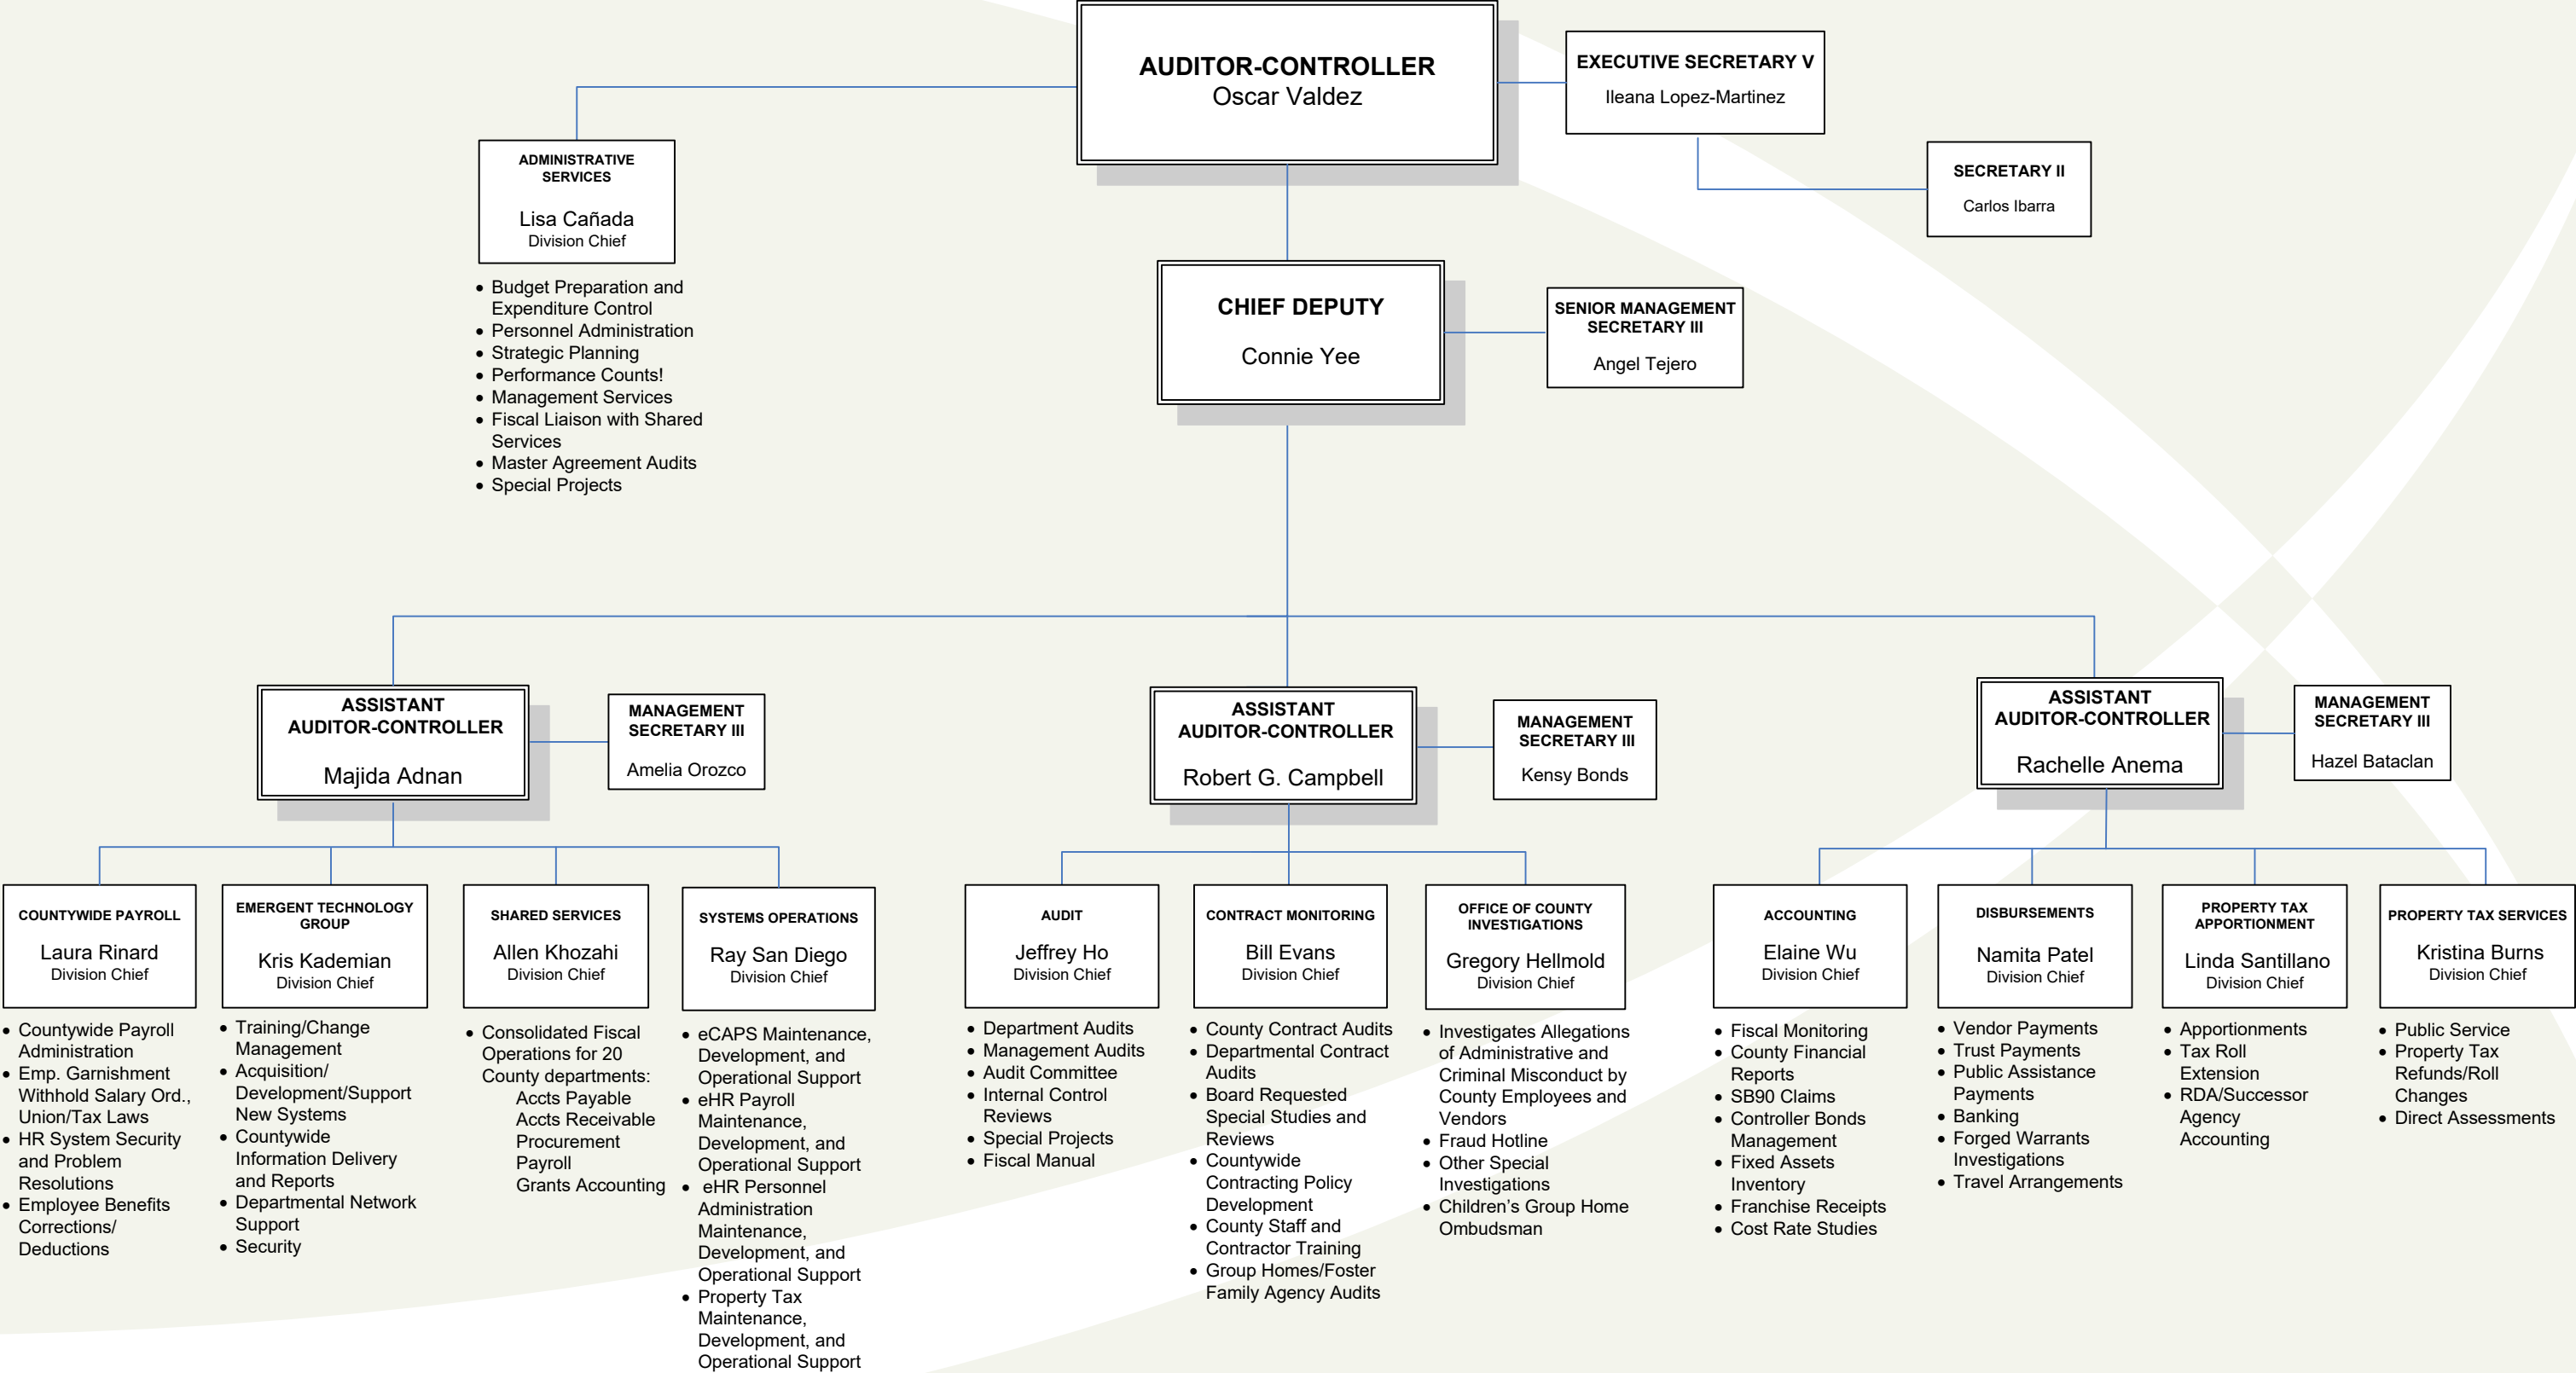 AUDITOR-CONTROLLER
Oscar Valdez
EXECUTIVE SECRETARY V
Ileana Lopez-Martinez
SECRETARY II
Carlos Ibarra
ADMINISTRATIVE
SERVICES
Lisa Cañada
Division Chief
• Budget Preparation and
Expenditure Control
• Personnel Administration
• Strategic Planning
• Performance Counts!
• Management Services
• Fiscal Liaison with Shared
Services
• Master Agreement Audits
• Special Projects
CHIEF DEPUTY
Connie Yee
SENIOR MANAGEMENT
SECRETARY III
Angel Tejero
ASSISTANT
AUDITOR-CONTROLLER
Majida Adnan
MANAGEMENT
SECRETARY III
Amelia Orozco
ASSISTANT
AUDITOR-CONTROLLER
Robert G. Campbell
MANAGEMENT
SECRETARY III
Kensy Bonds
ASSISTANT
AUDITOR-CONTROLLER
Rachelle Anema
MANAGEMENT
SECRETARY III
Hazel Bataclan
COUNTYWIDE PAYROLL
Laura Rinard
Division Chief
• Countywide Payroll
Administration
• Emp. Garnishment
Withhold Salary Ord.,
Union/Tax Laws
• HR System Security
and Problem
Resolutions
• Employee Benefits
Corrections/
Deductions
EMERGENT TECHNOLOGY
GROUP
Kris Kademian
Division Chief
• Training/Change
Management
• Acquisition/
Development/Support
New Systems
• Countywide
Information Delivery
and Reports
• Departmental Network
Support
• Security
SHARED SERVICES
Allen Khozahi
Division Chief
• Consolidated Fiscal
Operations for 20
County departments:
Accts Payable
Accts Receivable
Procurement
Payroll
Grants Accounting
SYSTEMS OPERATIONS
Ray San Diego
Division Chief
• eCAPS Maintenance,
Development, and
Operational Support
• eHR Payroll
Maintenance,
Development, and
Operational Support
• eHR Personnel
Administration
Maintenance,
Development, and
Operational Support
• Property Tax
Maintenance,
Development, and
Operational Support
AUDIT
Jeffrey Ho
Division Chief
• Department Audits
• Management Audits
• Audit Committee
• Internal Control
Reviews
• Special Projects
• Fiscal Manual
CONTRACT MONITORING
Bill Evans
Division Chief
• County Contract Audits
• Departmental Contract
Audits
• Board Requested
Special Studies and
Reviews
• Countywide
Contracting Policy
Development
• County Staff and
Contractor Training
• Group Homes/Foster
Family Agency Audits
OFFICE OF COUNTY
INVESTIGATIONS
Gregory Hellmold
Division Chief
• Investigates Allegations
of Administrative and
Criminal Misconduct by
County Employees and
Vendors
• Fraud Hotline
• Other Special
Investigations
• Children’s Group Home
Ombudsman
ACCOUNTING
Elaine Wu
Division Chief
• Fiscal Monitoring
• County Financial
Reports
• SB90 Claims
• Controller Bonds
Management
• Fixed Assets
Inventory
• Franchise Receipts
• Cost Rate Studies
DISBURSEMENTS
Namita Patel
Division Chief
• Vendor Payments
• Trust Payments
• Public Assistance
Payments
• Banking
• Forged Warrants
Investigations
• Travel Arrangements
PROPERTY TAX
APPORTIONMENT
Linda Santillano
Division Chief
• Apportionments
• Tax Roll
Extension
• RDA/Successor
Agency
Accounting
PROPERTY TAX SERVICES
Kristina Burns
Division Chief
• Public Service
• Property Tax
Refunds/Roll
Changes
• Direct Assessments